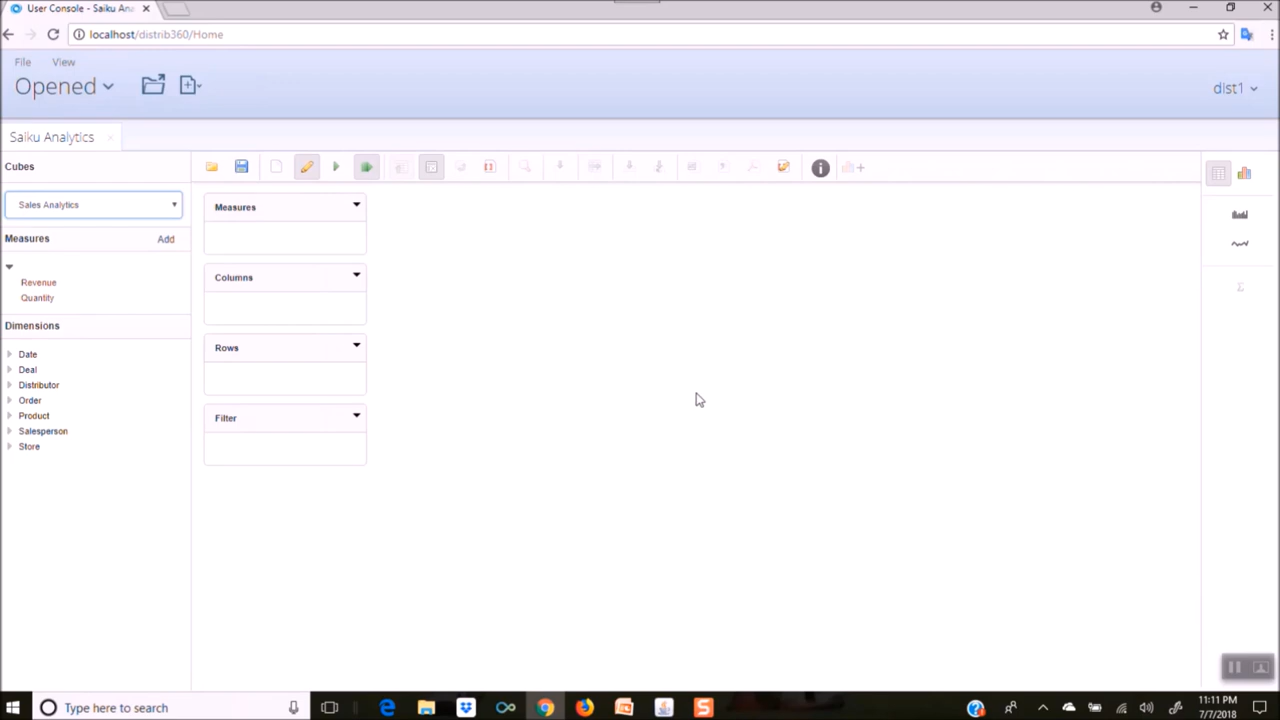 User Console - Saiku Ana
localhost/distrib360/Home
File View
Opened
dist1
Saiku Analytics
Cubes
Sales Analytics
Measures Add
Revenue
Quantity
Dimensions
Date
Deal
Distributor
Order
Product
Salesperson
Store
Measures
Columns
Rows
Filter
Type here to search
11:11 PM
7/7/2018